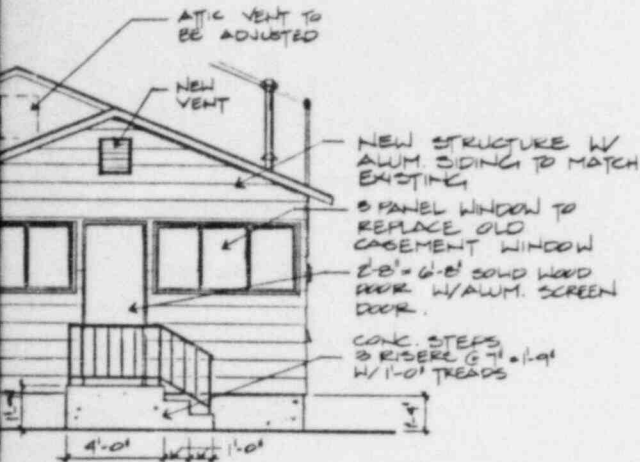 ATTIC VENT TO
BE ADJUSTED
NEW
VENT
NEW STRUCTURE W/
ALUM. SIDING TO MATCH
EXISTING
3 PANEL WINDOW TO
REPLACE OLD
CASEMENT WINDOW
2'-8" × 6'-8" SOLID WOOD
DOOR W/ALUM. SCREEN
DOOR.
CONC. STEPS
3 RISERS @ 7" = 1'-9"
W/ 1'-0" TREADS
1'-9"
4'-0"
1'-0"